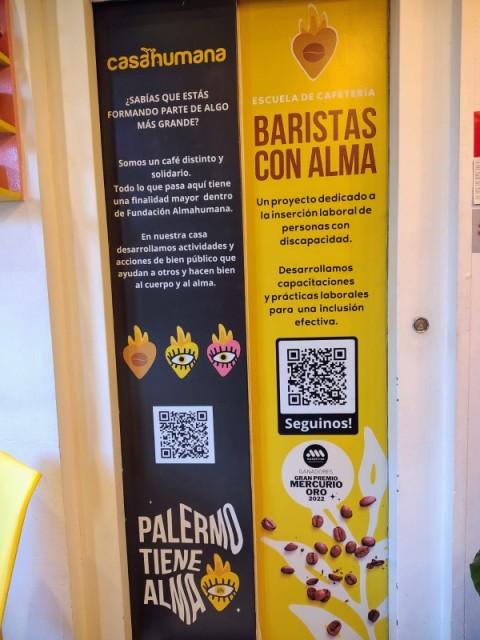 casahumana
¿SABÍAS QUE ESTÁS
FORMANDO PARTE DE ALGO
MÁS GRANDE?
Somos un café distinto y
solidario.
Todo lo que pasa aquí tiene
una finalidad mayor dentro
de Fundación Almahumana.
En nuestra casa
desarrollamos actividades y
acciones de bien público que
ayudan a otros y hacen bien
al cuerpo y al alma.
PALERMO
TIENE
ALMA
ESCUELA DE CAFETERÍA
BARISTAS
CON ALMA
Un proyecto dedicado a
la inserción laboral de
personas con
discapacidad.
Desarrollamos
capacitaciones
y prácticas laborales
para una inclusión
efectiva.
Seguinos!
GANADORES
GRAN PREMIO
MERCURIO
ORO
2022